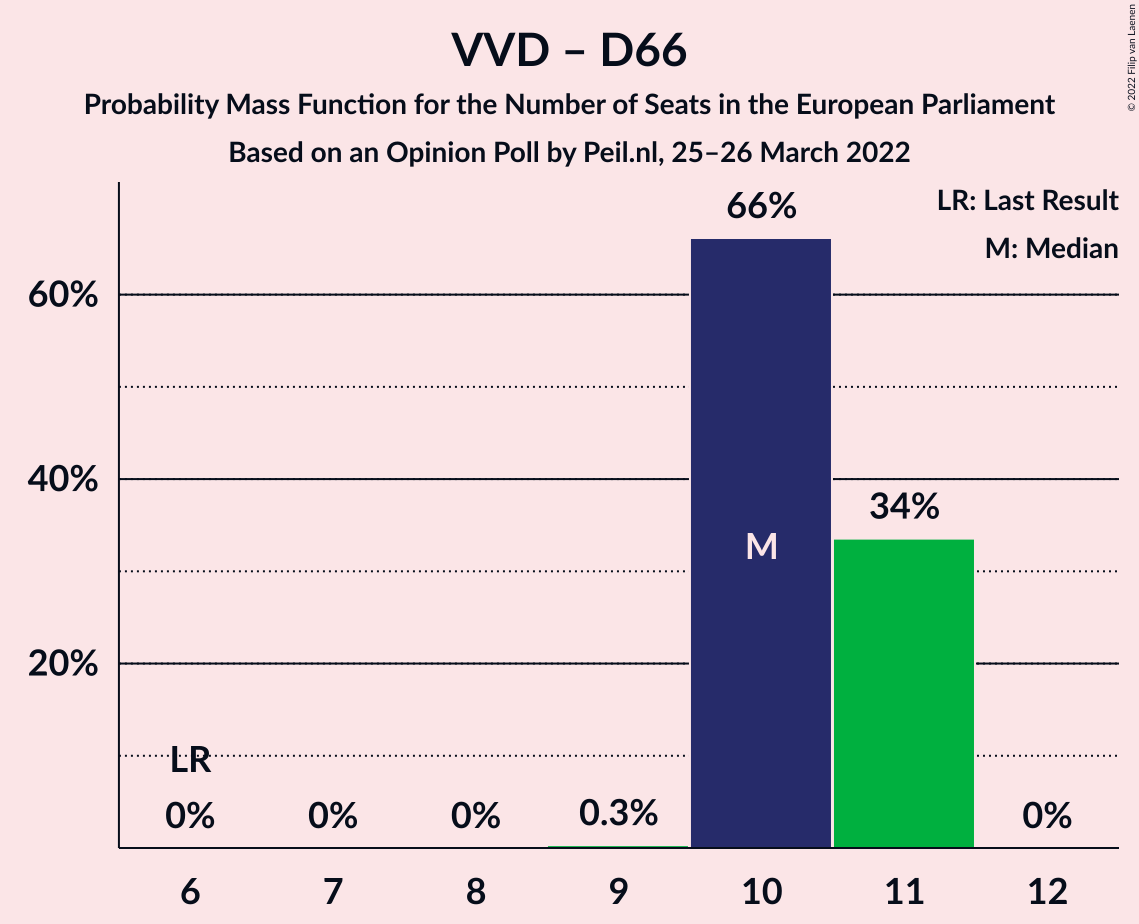 VVD – D66
Probability Mass Function for the Number of Seats in the European Parliament
Based on an Opinion Poll by Peil.nl, 25–26 March 2022
© 2022 Filip van Laenen
LR: Last Result
M: Median
66%
60%
40%
34%
M
20%
LR
0%
0%
0%
0.3%
0%
6
7
8
9
10
11
12